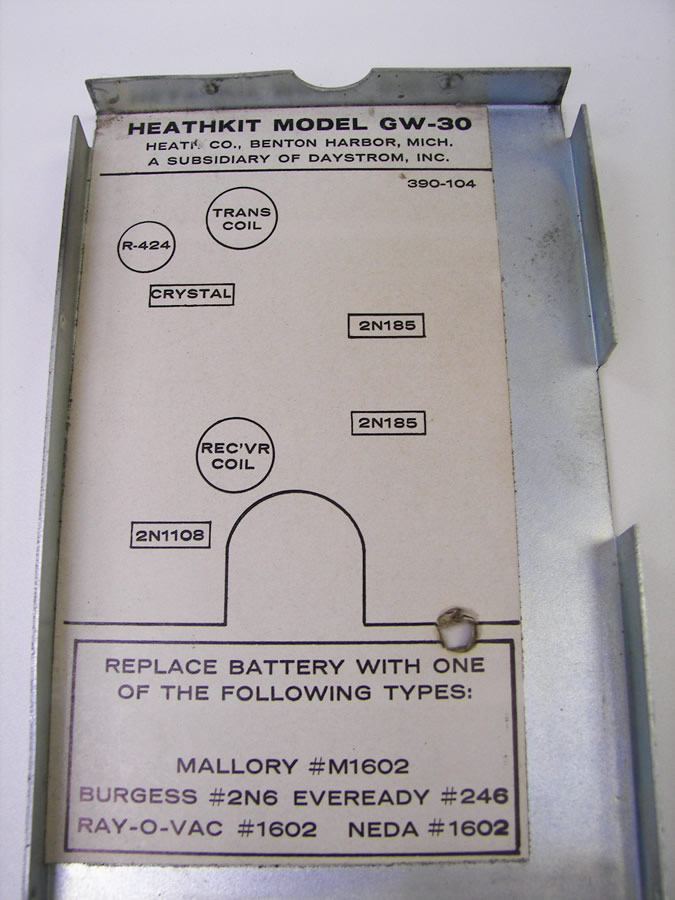 HEATHKIT MODEL GW-30
HEATH CO., BENTON HARBOR, MICH.
A SUBSIDIARY OF DAYSTROM, INC.
390-104
TRANS
COIL
R-424
CRYSTAL
2N185
2N185
REC'VR
COIL
2N1108
REPLACE BATTERY WITH ONE
OF THE FOLLOWING TYPES:
MALLORY #M1602
BURGESS #2N6 EVEREADY #246
RAY-O-VAC #1602 NEDA #1602